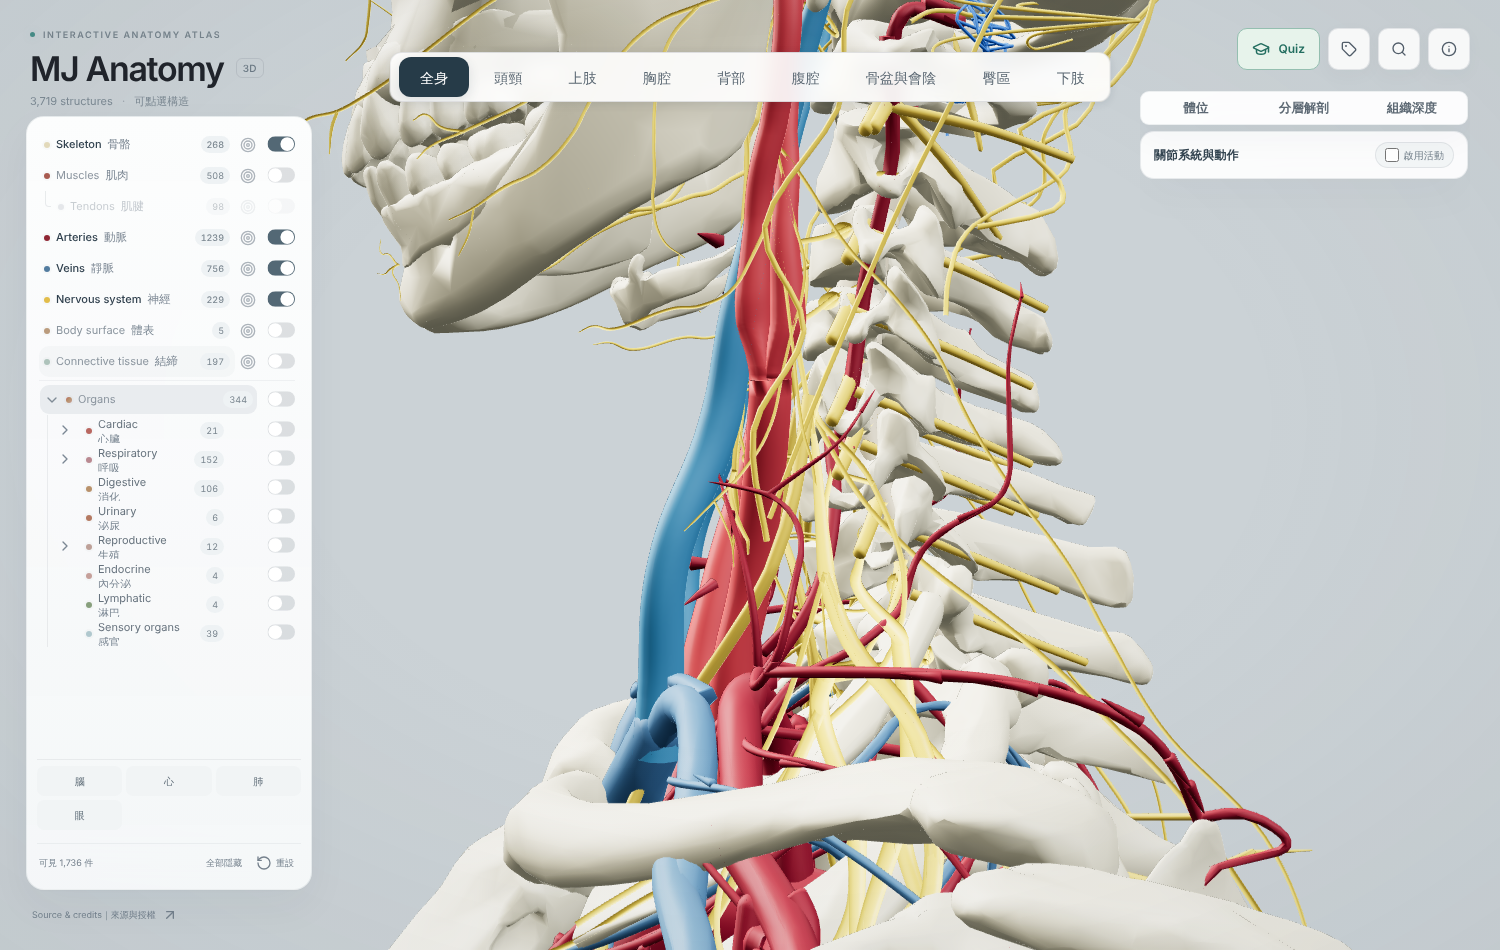 INTERACTIVE ANATOMY ATLAS
MJ Anatomy 3D
3,719 structures · 可點選構造
全身 頭頸 上肢 胸腔 背部 腹腔 骨盆與會陰 臀區 下肢
Quiz
體位 分層解剖 組織深度
關節系統與動作 啟用活動
Skeleton 骨骼 268
Muscles 肌肉 508
Tendons 肌腱 98
Arteries 動脈 1239
Veins 靜脈 756
Nervous system 神經 229
Body surface 體表 5
Connective tissue 結締 197
Organs 344
Cardiac 21
心臟
Respiratory 152
呼吸
Digestive 106
消化
Urinary 6
泌尿
Reproductive 12
生殖
Endocrine 4
內分泌
Lymphatic 4
淋巴
Sensory organs 39
感官
腦 心 肺
眼
可見 1,736 件 全部隱藏 重設
Source & credits | 來源與授權